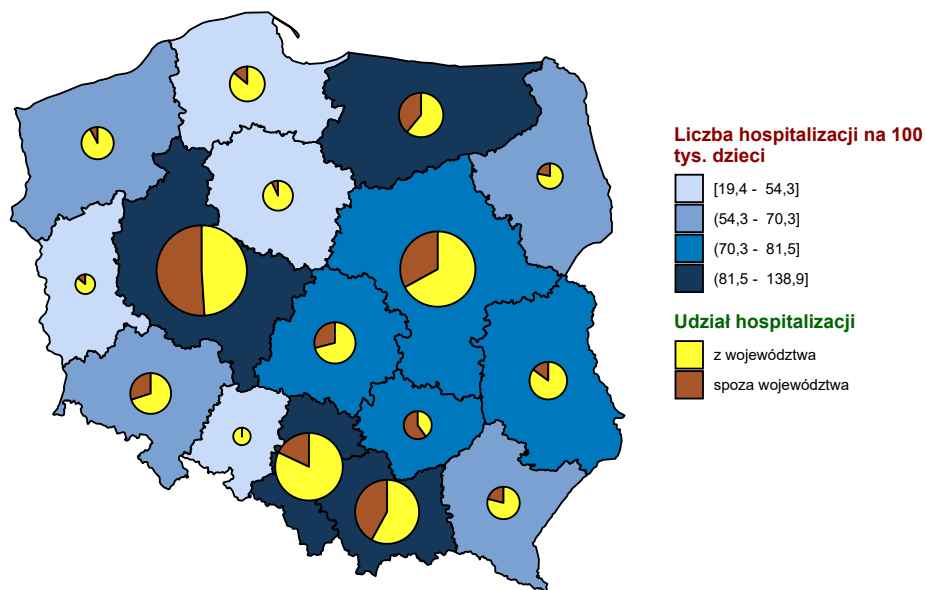 Liczba hospitalizacji na 100
tys. dzieci
[19,4 - 54,3]
(54,3 - 70,3]
(70,3 - 81,5]
(81,5 - 138,9]
Udział hospitalizacji
z województwa
spoza województwa